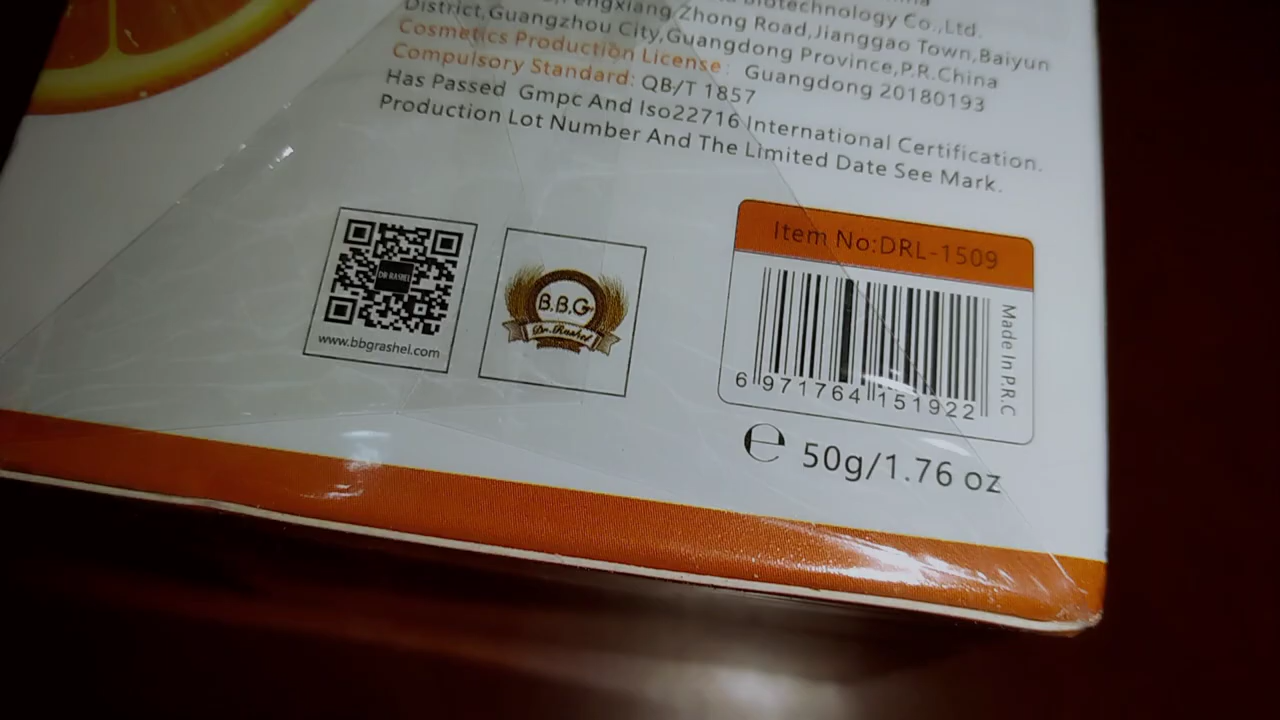 Biotechnology Co.,Ltd.
Zhong Road,Jianggao Town,Baiyun
District,Guangzhou City,Guangdong Province,P.R.China
Cosmetics Production License: Guangdong 20180193
Compulsory Standard: QB/T 1857
Has Passed Gmpc And Iso22716 International Certification.
Production Lot Number And The Limited Date See Mark.
DR·RASHEL
www.bbgrashel.com
B.B.G
Dr.Rashel
Item No:DRL-1509
6 971764 151922
Made In P.R.C
℮ 50g/1.76 oz